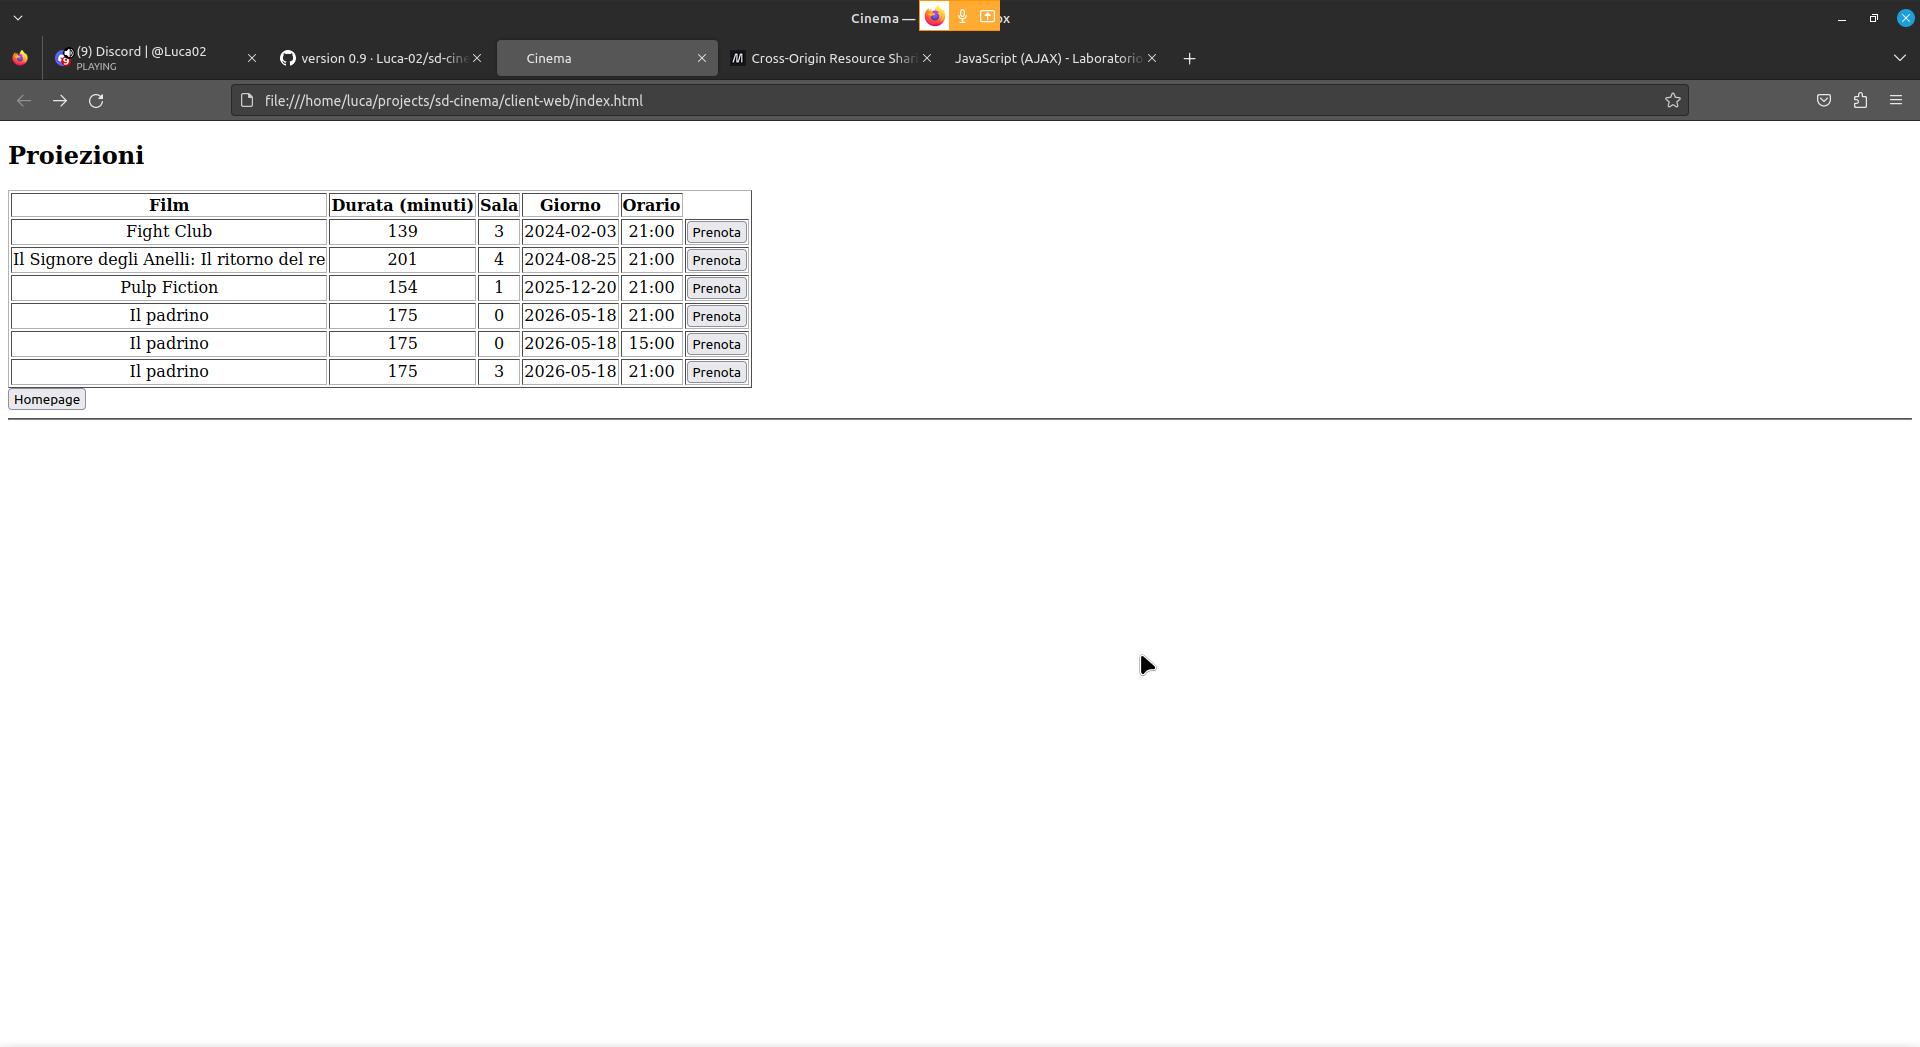 Cinema — ox
(9) Discord | @Luca02
PLAYING
version 0.9 · Luca-02/sd-cine
Cinema
Cross-Origin Resource Shar
JavaScript (AJAX) - Laboratorio
file:///home/luca/projects/sd-cinema/client-web/index.html
Proiezioni
Film Durata (minuti) Sala Giorno Orario
Fight Club 139 3 2024-02-03 21:00 Prenota
Il Signore degli Anelli: Il ritorno del re 201 4 2024-08-25 21:00 Prenota
Pulp Fiction 154 1 2025-12-20 21:00 Prenota
Il padrino 175 0 2026-05-18 21:00 Prenota
Il padrino 175 0 2026-05-18 15:00 Prenota
Il padrino 175 3 2026-05-18 21:00 Prenota
Homepage